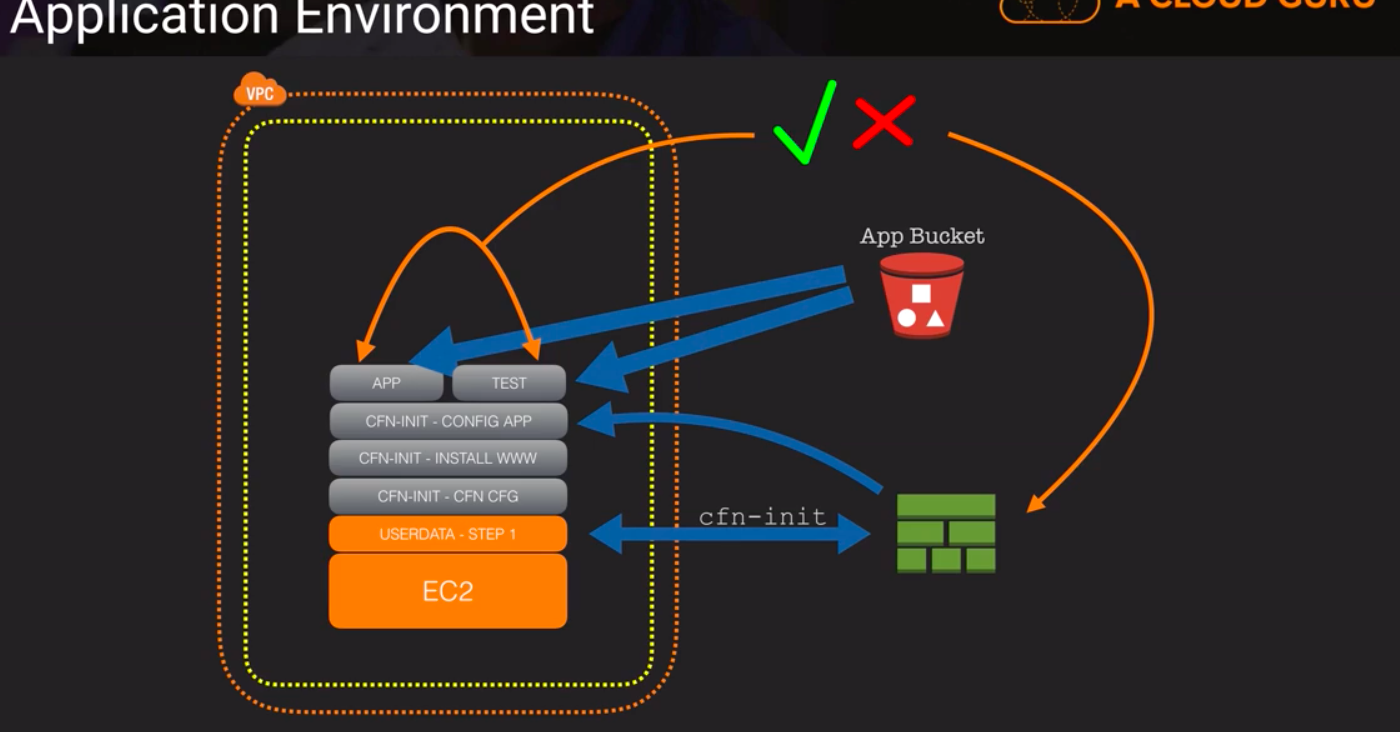 Application Environment
A CLOUD GURU
VPC
App Bucket
APP
TEST
CFN-INIT - CONFIG APP
CFN-INIT - INSTALL WWW
CFN-INIT - CFN CFG
cfn-init
USERDATA - STEP 1
EC2